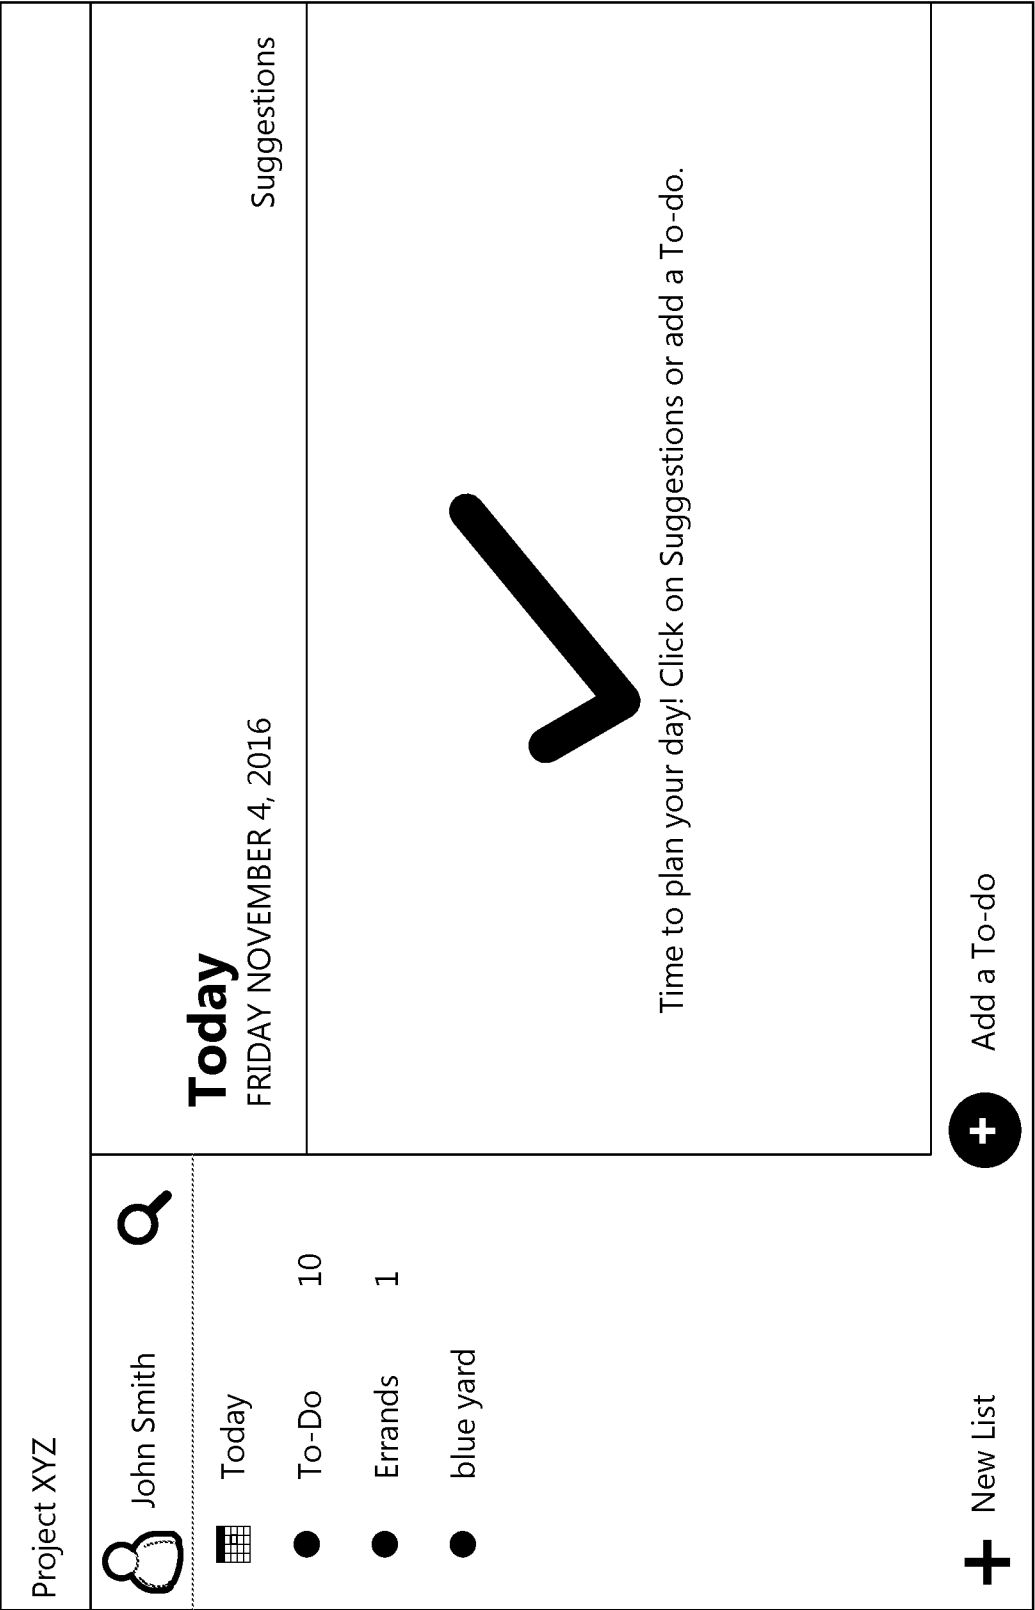 Project XYZ
John Smith
Today
To-Do 10
Errands 1
blue yard
+ New List
Today
FRIDAY NOVEMBER 4, 2016
Suggestions
Time to plan your day! Click on Suggestions or add a To-do.
+ Add a To-do